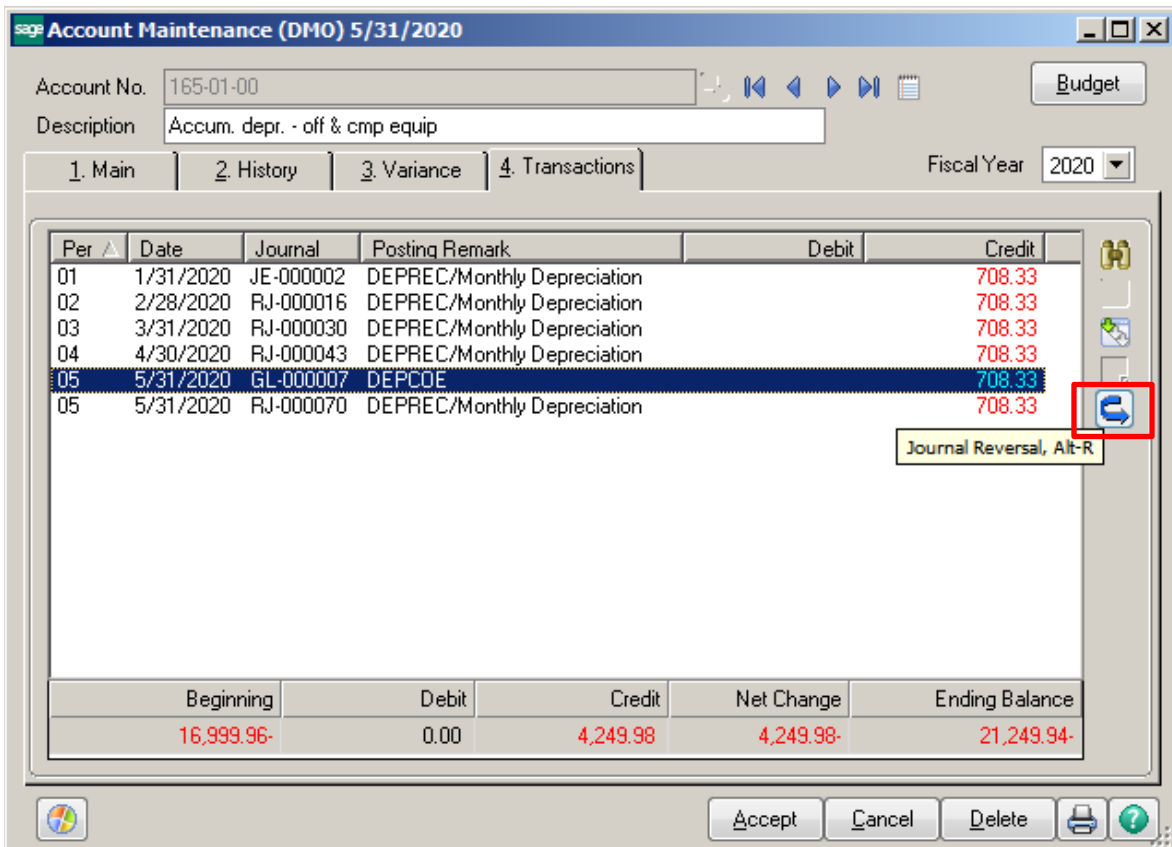 sage Account Maintenance (DMO) 5/31/2020
Account No. 165-01-00 Budget
Description Accum. depr. - off & cmp equip
1. Main 2. History 3. Variance 4. Transactions Fiscal Year 2020
Per Date Journal Posting Remark Debit Credit
01 1/31/2020 JE-000002 DEPREC/Monthly Depreciation 708.33
02 2/28/2020 RJ-000016 DEPREC/Monthly Depreciation 708.33
03 3/31/2020 RJ-000030 DEPREC/Monthly Depreciation 708.33
04 4/30/2020 RJ-000043 DEPREC/Monthly Depreciation 708.33
05 5/31/2020 GL-000007 DEPCOE 708.33
05 5/31/2020 RJ-000070 DEPREC/Monthly Depreciation 708.33
Journal Reversal, Alt-R
Beginning Debit Credit Net Change Ending Balance
16,999.96- 0.00 4,249.98 4,249.98- 21,249.94-
Accept Cancel Delete